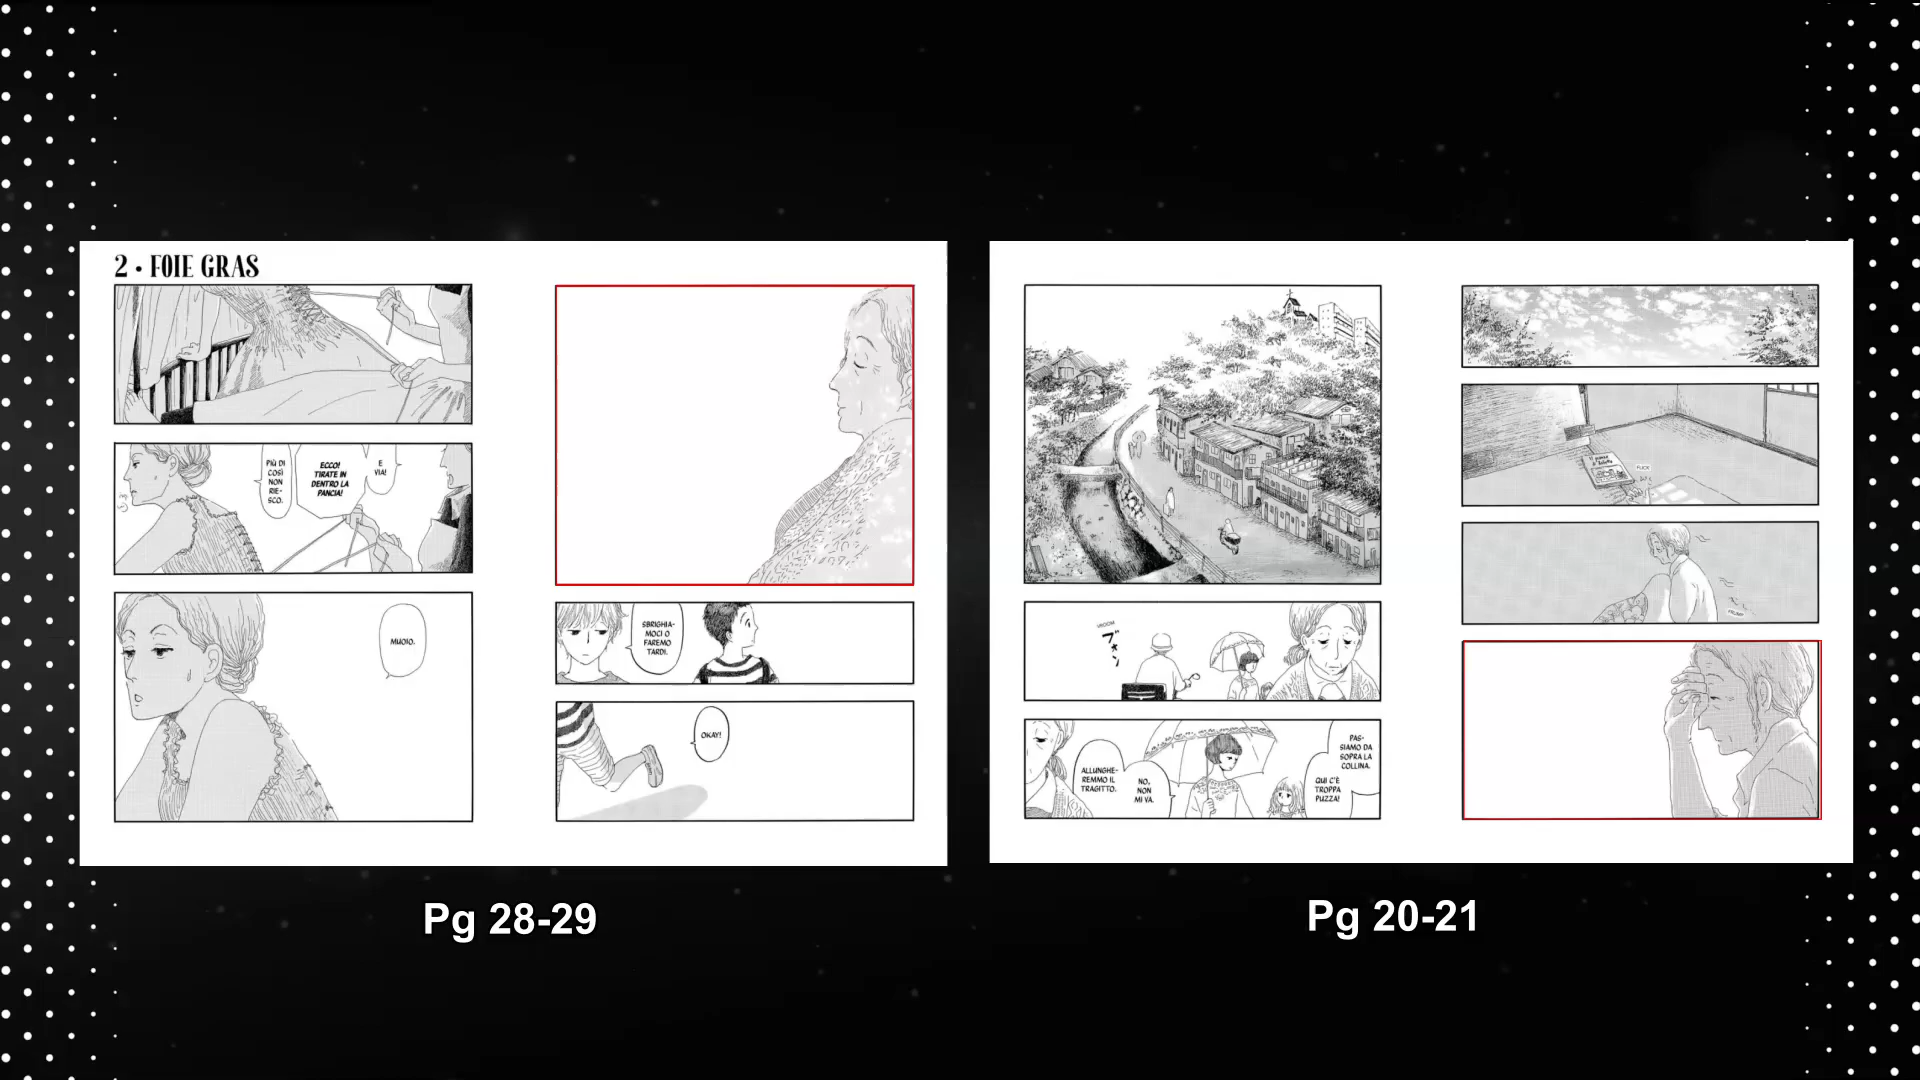 2 • FOIE GRAS
E
VIA!
ECCO!
TIRATE IN
DENTRO LA
PANCIA!
PIÙ DI
COSÌ
NON
RIE-
SCO.
MUOIO.
SBRIGHIA-
MOCI O
FAREMO
TARDI.
OKAY!
VROOM
ブォン
PAS-
SIAMO DA
SOPRA LA
COLLINA.
QUI C'È
TROPPA
PUZZA!
NO,
NON
MI VA.
ALLUNGHE-
REMMO IL
TRAGITTO.
FLICK
Pg 28-29
Pg 20-21